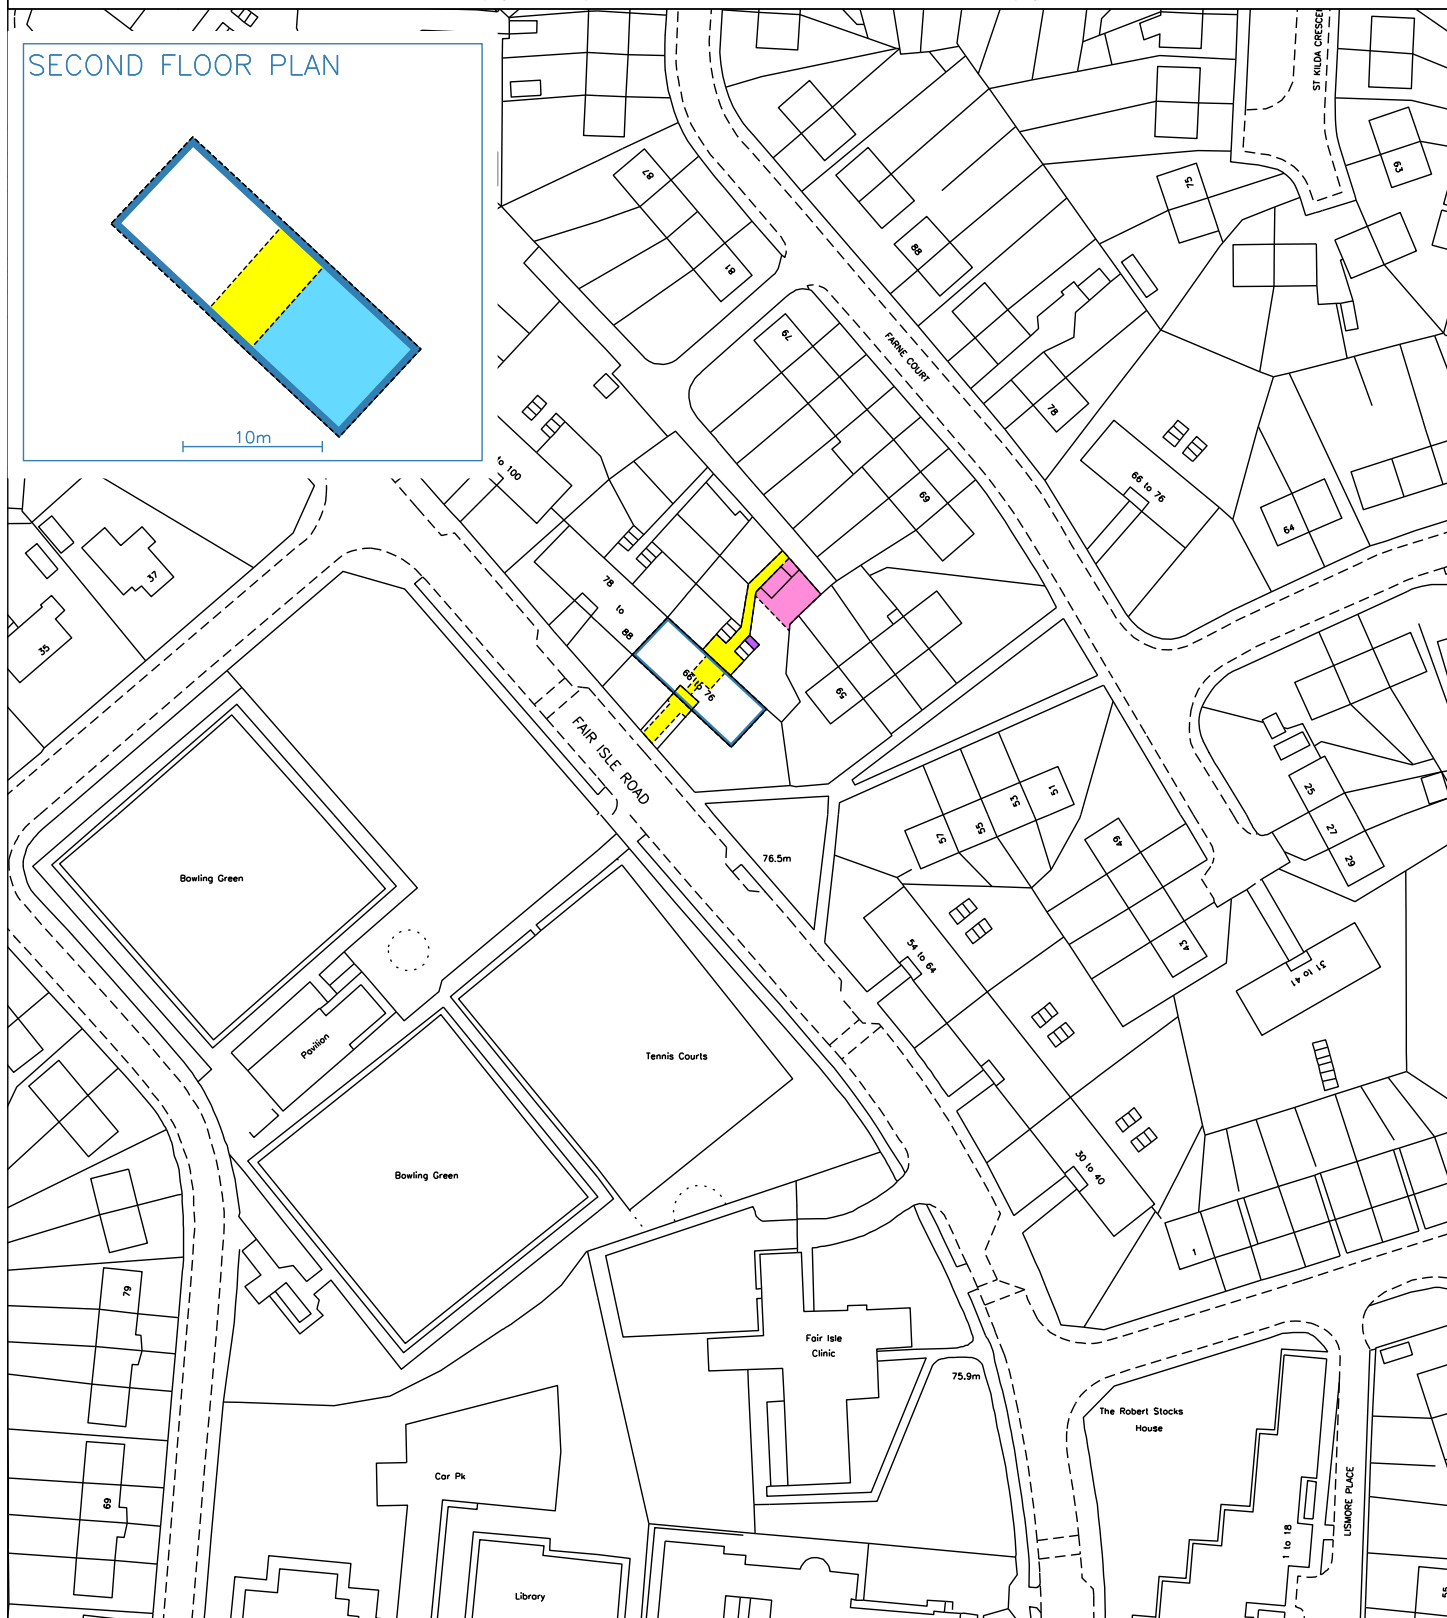 SECOND FLOOR PLAN
10m
ST KILDA CRESCE
63
75
87
81
88
79
FARNE COURT
78
to 100
69
66 to 76
64
37
35
78
to
88
66 to 76
59
FAIR ISLE ROAD
51
53
55
57
49
43
25
27
29
76.5m
Bowling Green
54 to 64
31 to 41
Pavilion
Tennis Courts
Bowling Green
30 to 40
1
79
Fair Isle
Clinic
75.9m
The Robert Stocks
House
Car Pk
69
LISMORE PLACE
1 to 18
Library
55